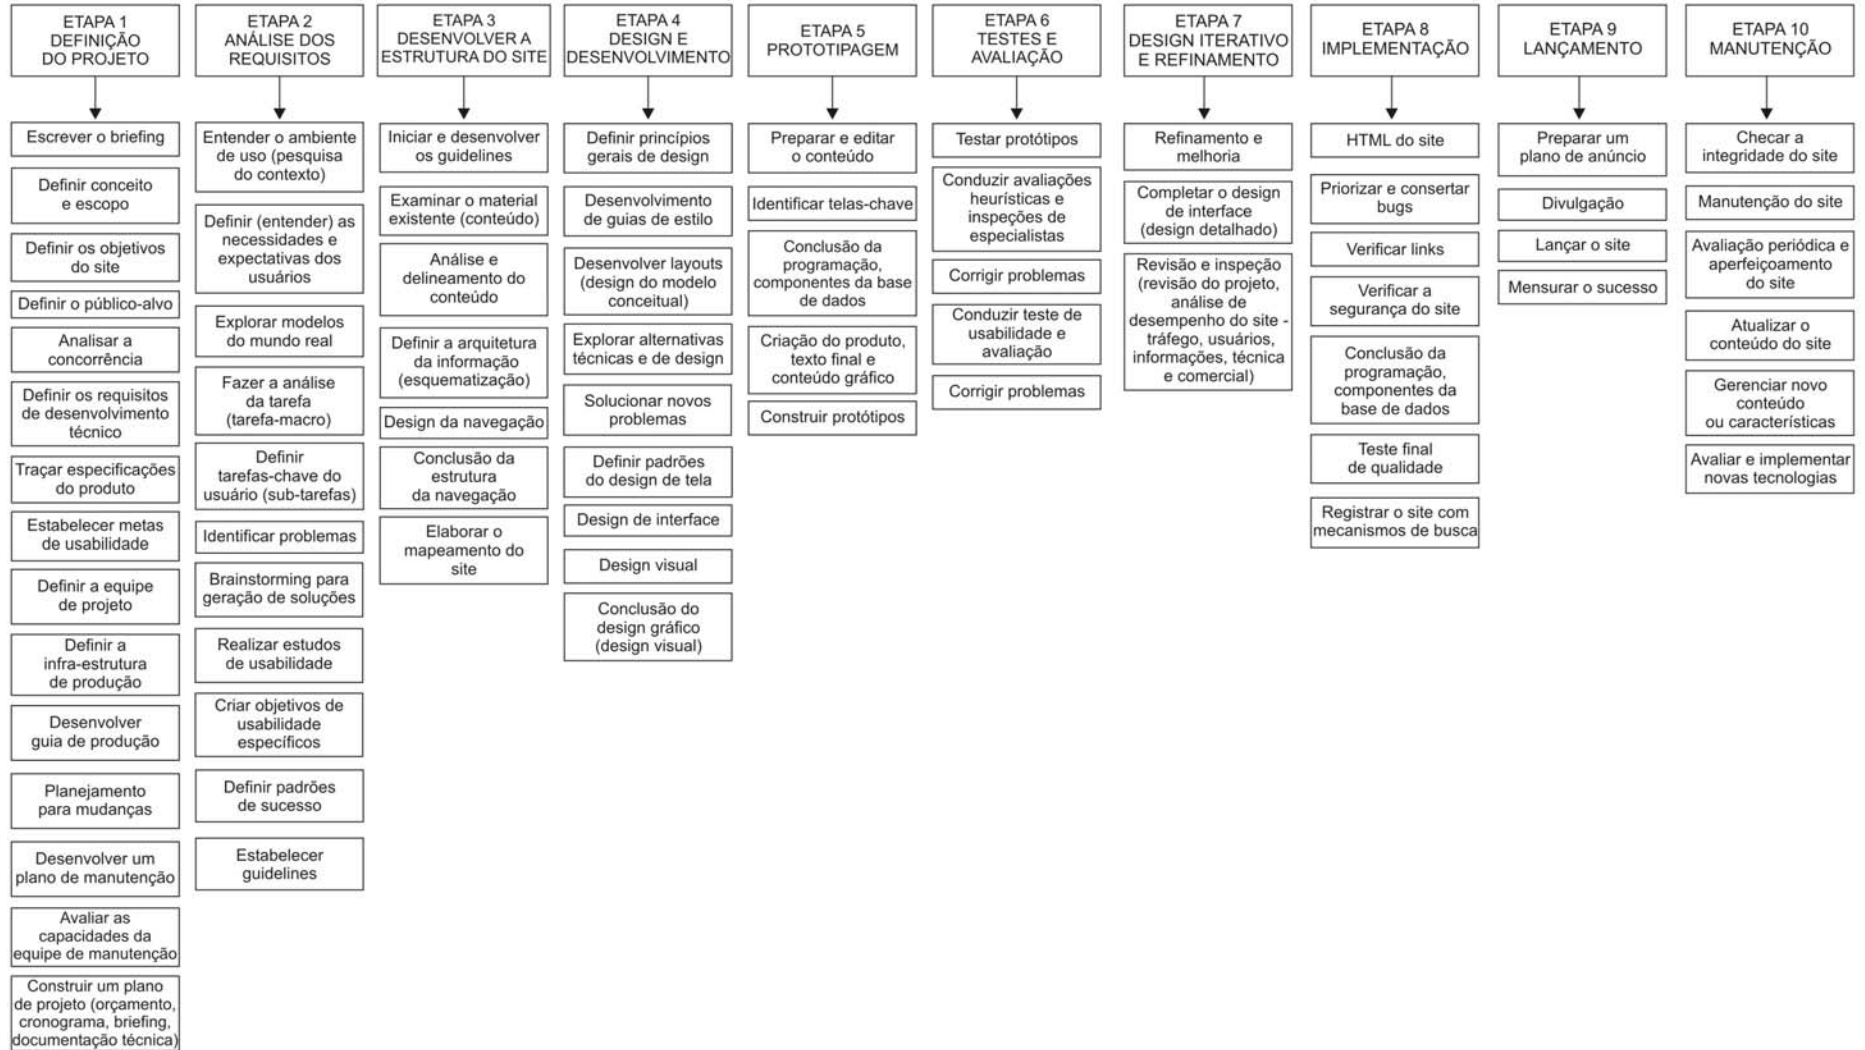 ETAPA 1
DEFINIÇÃO
DO PROJETO
Escrever o briefing
Definir conceito
e escopo
Definir os objetivos
do site
Definir o público-alvo
Analisar a
concorrência
Definir os requisitos
de desenvolvimento
técnico
Traçar especificações
do produto
Estabelecer metas
de usabilidade
Definir a equipe
de projeto
Definir a
infra-estrutura
de produção
Desenvolver
guia de produção
Planejamento
para mudanças
Desenvolver um
plano de manutenção
Avaliar as
capacidades da
equipe de manutenção
Construir um plano
de projeto (orçamento,
cronograma, briefing,
documentação técnica)
ETAPA 2
ANÁLISE DOS
REQUISITOS
Entender o ambiente
de uso (pesquisa
do contexto)
Definir (entender) as
necessidades e
expectativas dos
usuários
Explorar modelos
do mundo real
Fazer a análise
da tarefa
(tarefa-macro)
Definir
tarefas-chave do
usuário (sub-tarefas)
Identificar problemas
Brainstorming para
geração de soluções
Realizar estudos
de usabilidade
Criar objetivos de
usabilidade
específicos
Definir padrões
de sucesso
Estabelecer
guidelines
ETAPA 3
DESENVOLVER A
ESTRUTURA DO SITE
Iniciar e desenvolver
os guidelines
Examinar o material
existente (conteúdo)
Análise e
delineamento do
conteúdo
Definir a arquitetura
da informação
(esquematização)
Design da navegação
Conclusão da
estrutura
da navegação
Elaborar o
mapeamento do
site
ETAPA 4
DESIGN E
DESENVOLVIMENTO
Definir princípios
gerais de design
Desenvolvimento
de guias de estilo
Desenvolver layouts
(design do modelo
conceitual)
Explorar alternativas
técnicas e de design
Solucionar novos
problemas
Definir padrões
do design de tela
Design de interface
Design visual
Conclusão do
design gráfico
(design visual)
ETAPA 5
PROTOTIPAGEM
Preparar e editar
o conteúdo
Identificar telas-chave
Conclusão da
programação,
componentes da base
de dados
Criação do produto,
texto final e
conteúdo gráfico
Construir protótipos
ETAPA 6
TESTES E
AVALIAÇÃO
Testar protótipos
Conduzir avaliações
heurísticas e
inspeções de
especialistas
Corrigir problemas
Conduzir teste de
usabilidade e
avaliação
Corrigir problemas
ETAPA 7
DESIGN ITERATIVO
E REFINAMENTO
Refinamento e
melhoria
Completar o design
de interface
(design detalhado)
Revisão e inspeção
(revisão do projeto,
análise de
desempenho do site -
tráfego, usuários,
informações, técnica
e comercial)
ETAPA 8
IMPLEMENTAÇÃO
HTML do site
Priorizar e consertar
bugs
Verificar links
Verificar a
segurança do site
Conclusão da
programação,
componentes da
base de dados
Teste final
de qualidade
Registrar o site com
mecanismos de busca
ETAPA 9
LANÇAMENTO
Preparar um
plano de anúncio
Divulgação
Lançar o site
Mensurar o sucesso
ETAPA 10
MANUTENÇÃO
Checar a
integridade do site
Manutenção do site
Avaliação periódica e
aperfeiçoamento
do site
Atualizar o
conteúdo do site
Gerenciar novo
conteúdo
ou características
Avaliar e implementar
novas tecnologias